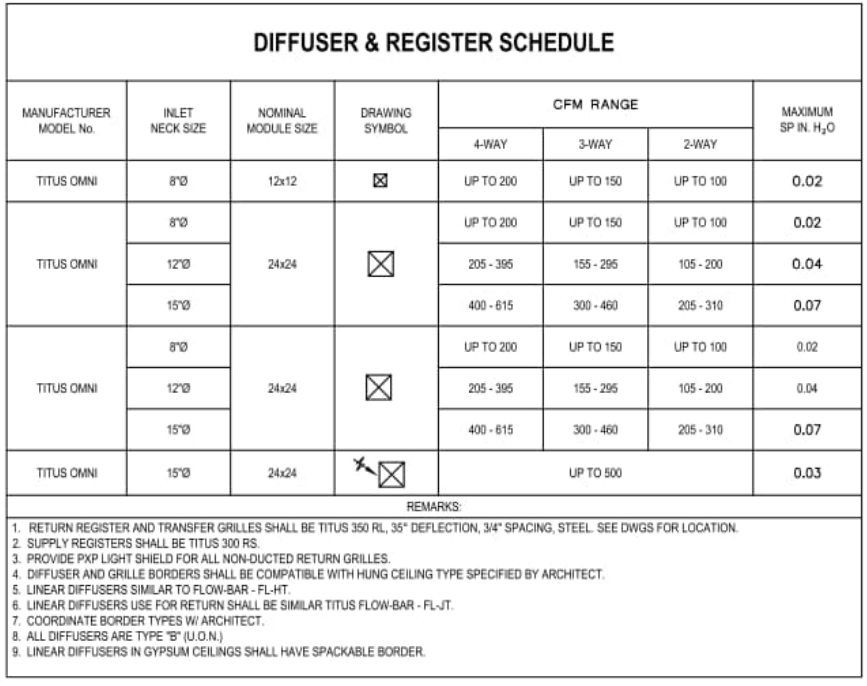 DIFFUSER & REGISTER SCHEDULE
MANUFACTURER
MODEL No.
INLET
NECK SIZE
NOMINAL
MODULE SIZE
DRAWING
SYMBOL
CFM RANGE
MAXIMUM
SP IN. H₂O
4-WAY 3-WAY 2-WAY
TITUS OMNI 8"Ø 12x12 UP TO 200 UP TO 150 UP TO 100 0.02
8"Ø UP TO 200 UP TO 150 UP TO 100 0.02
TITUS OMNI 12"Ø 24x24 205 - 395 155 - 295 105 - 200 0.04
15"Ø 400 - 615 300 - 460 205 - 310 0.07
8"Ø UP TO 200 UP TO 150 UP TO 100 0.02
TITUS OMNI 12"Ø 24x24 205 - 395 155 - 295 105 - 200 0.04
15"Ø 400 - 615 300 - 460 205 - 310 0.07
TITUS OMNI 15"Ø 24x24 UP TO 500 0.03
REMARKS:
1. RETURN REGISTER AND TRANSFER GRILLES SHALL BE TITUS 350 RL, 35° DEFLECTION, 3/4" SPACING, STEEL. SEE DWGS FOR LOCATION.
2. SUPPLY REGISTERS SHALL BE TITUS 300 RS.
3. PROVIDE PXP LIGHT SHIELD FOR ALL NON-DUCTED RETURN GRILLES.
4. DIFFUSER AND GRILLE BORDERS SHALL BE COMPATIBLE WITH HUNG CEILING TYPE SPECIFIED BY ARCHITECT.
5. LINEAR DIFFUSERS SIMILAR TO FLOW-BAR - FL-HT.
6. LINEAR DIFFUSERS USE FOR RETURN SHALL BE SIMILAR TITUS FLOW-BAR - FL-JT.
7. COORDINATE BORDER TYPES W/ ARCHITECT.
8. ALL DIFFUSERS ARE TYPE "B" (U.O.N.)
9. LINEAR DIFFUSERS IN GYPSUM CEILINGS SHALL HAVE SPACKABLE BORDER.